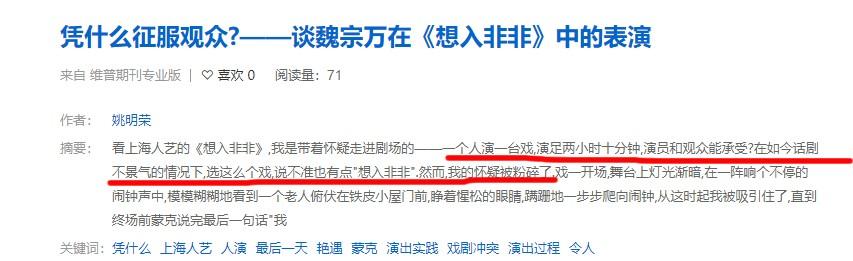 凭什么征服观众?——谈魏宗万在《想入非非》中的表演
来自 维普期刊专业版 | ♡ 喜欢 0 阅读量: 71
作者: 姚明荣
摘要: 看上海人艺的《想入非非》,我是带着怀疑走进剧场的——一个人演一台戏,演足两小时十分钟,演员和观众能承受?在如今话剧
不景气的情况下,选这么个戏,说不准也有点"想入非非".然而,我的怀疑被粉碎了.戏一开场,舞台上灯光渐暗,在一阵响个不停的
闹钟声中,模模糊糊地看到一个老人俯伏在铁皮小屋门前,睁着惺松的眼睛,蹒跚地一步步爬向闹钟,从这时起我被吸引住了,直到
终场前蒙克说完最后一句话"我
关键词: 凭什么 上海人艺 人演 最后一天 艳遇 蒙克 演出实践 戏剧冲突 演出过程 令人